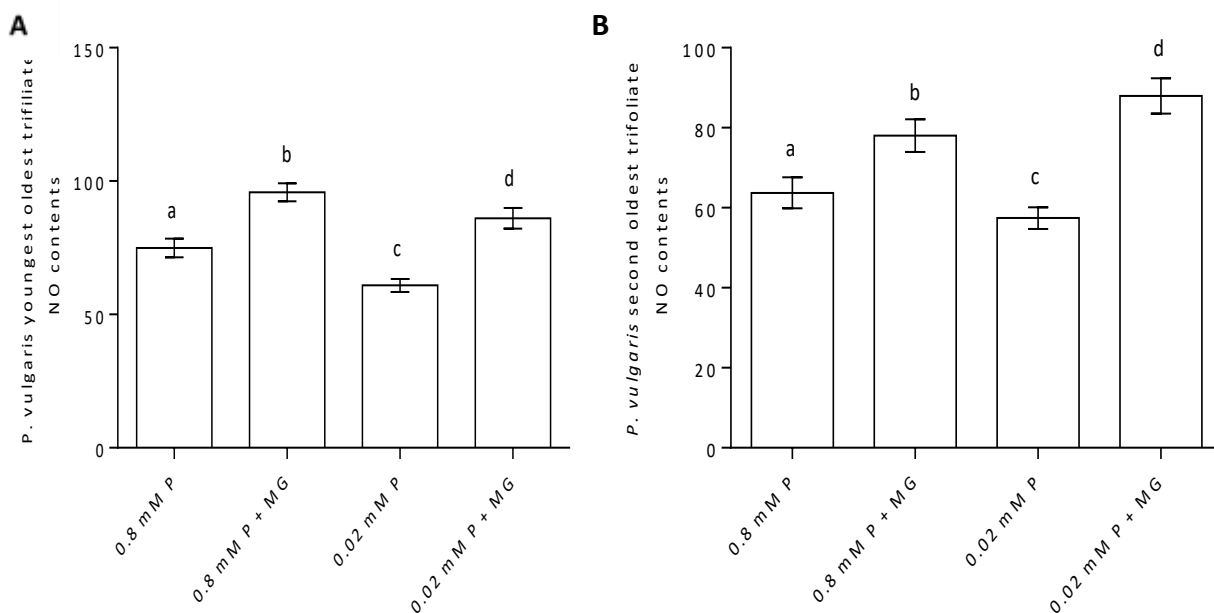 A
P. vulgaris youngest oldest trifiliate
NO contents
150
100
50
0
a
b
c
d
0.8 mM P
0.8 mM P + MG
0.02 mM P
0.02 mM P + MG
B
P. vulgaris second oldest trifoliate
NO contents
100
80
60
40
20
0
a
b
c
d
0.8 mM P
0.8 mM P + MG
0.02 mM P
0.02 mM P + MG